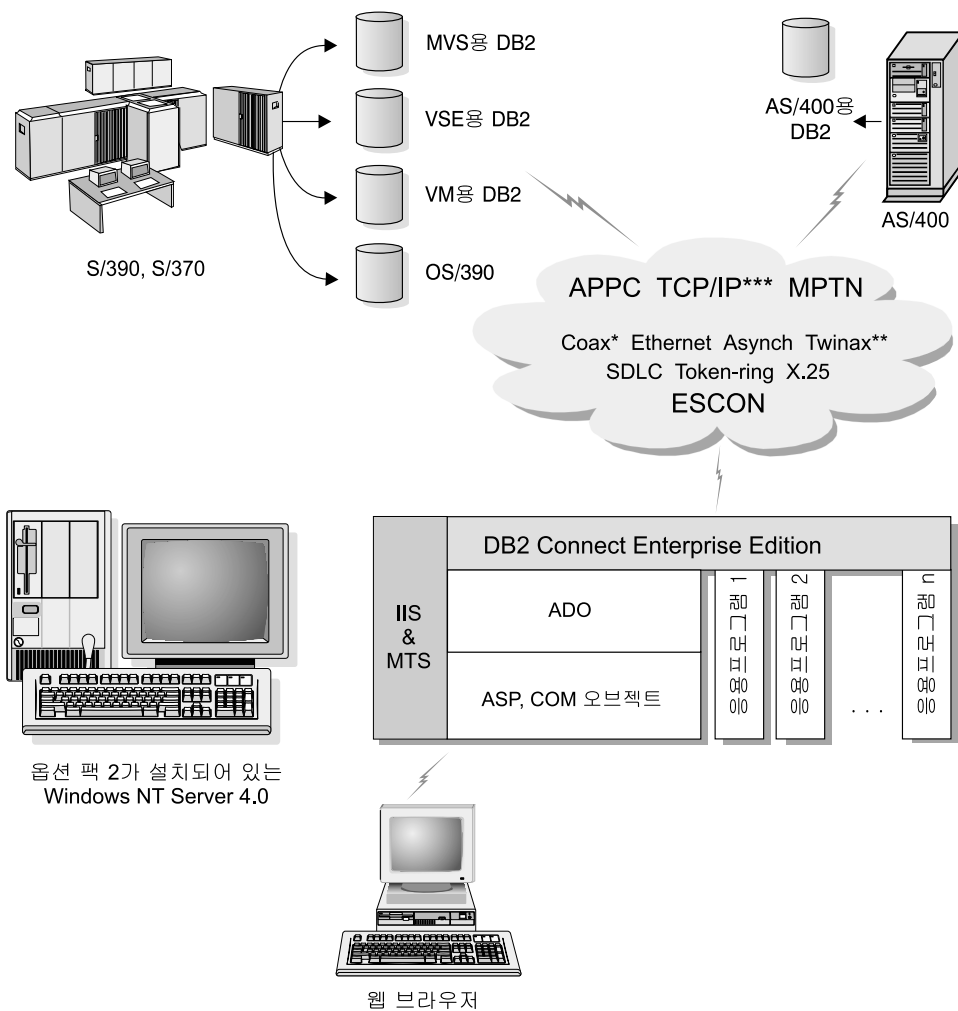 MVS용 DB2
VSE용 DB2
VM용 DB2
OS/390
S/390, S/370
AS/400용
DB2
AS/400
APPC TCP/IP*** MPTN
Coax* Ethernet Asynch Twinax**
SDLC Token-ring X.25
ESCON
DB2 Connect Enterprise Edition
IIS
&
MTS
ADO
ASP, COM 오브젝트
응용프로그램 1
응용프로그램 2
. . .
응용프로그램 n
옵션 팩 2가 설치되어 있는
Windows NT Server 4.0
웹 브라우저